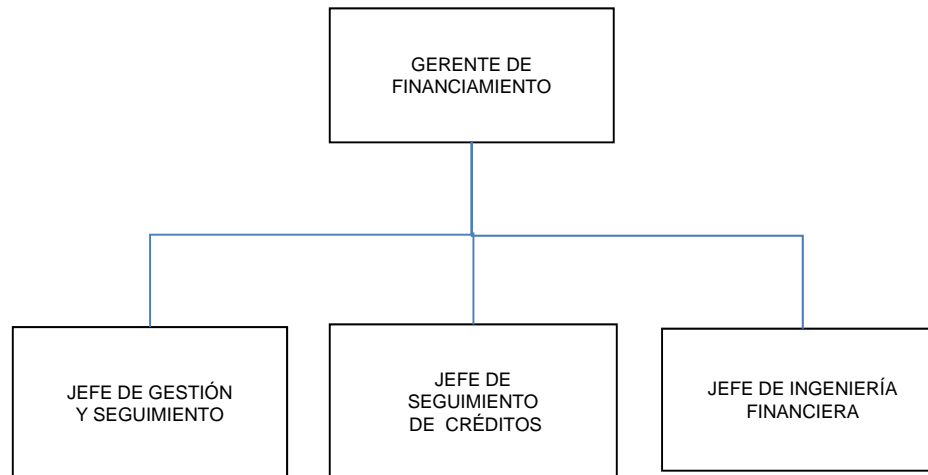 GERENTE DE
FINANCIAMIENTO
JEFE DE GESTIÓN
Y SEGUIMIENTO
JEFE DE
SEGUIMIENTO
DE CRÉDITOS
JEFE DE INGENIERÍA
FINANCIERA